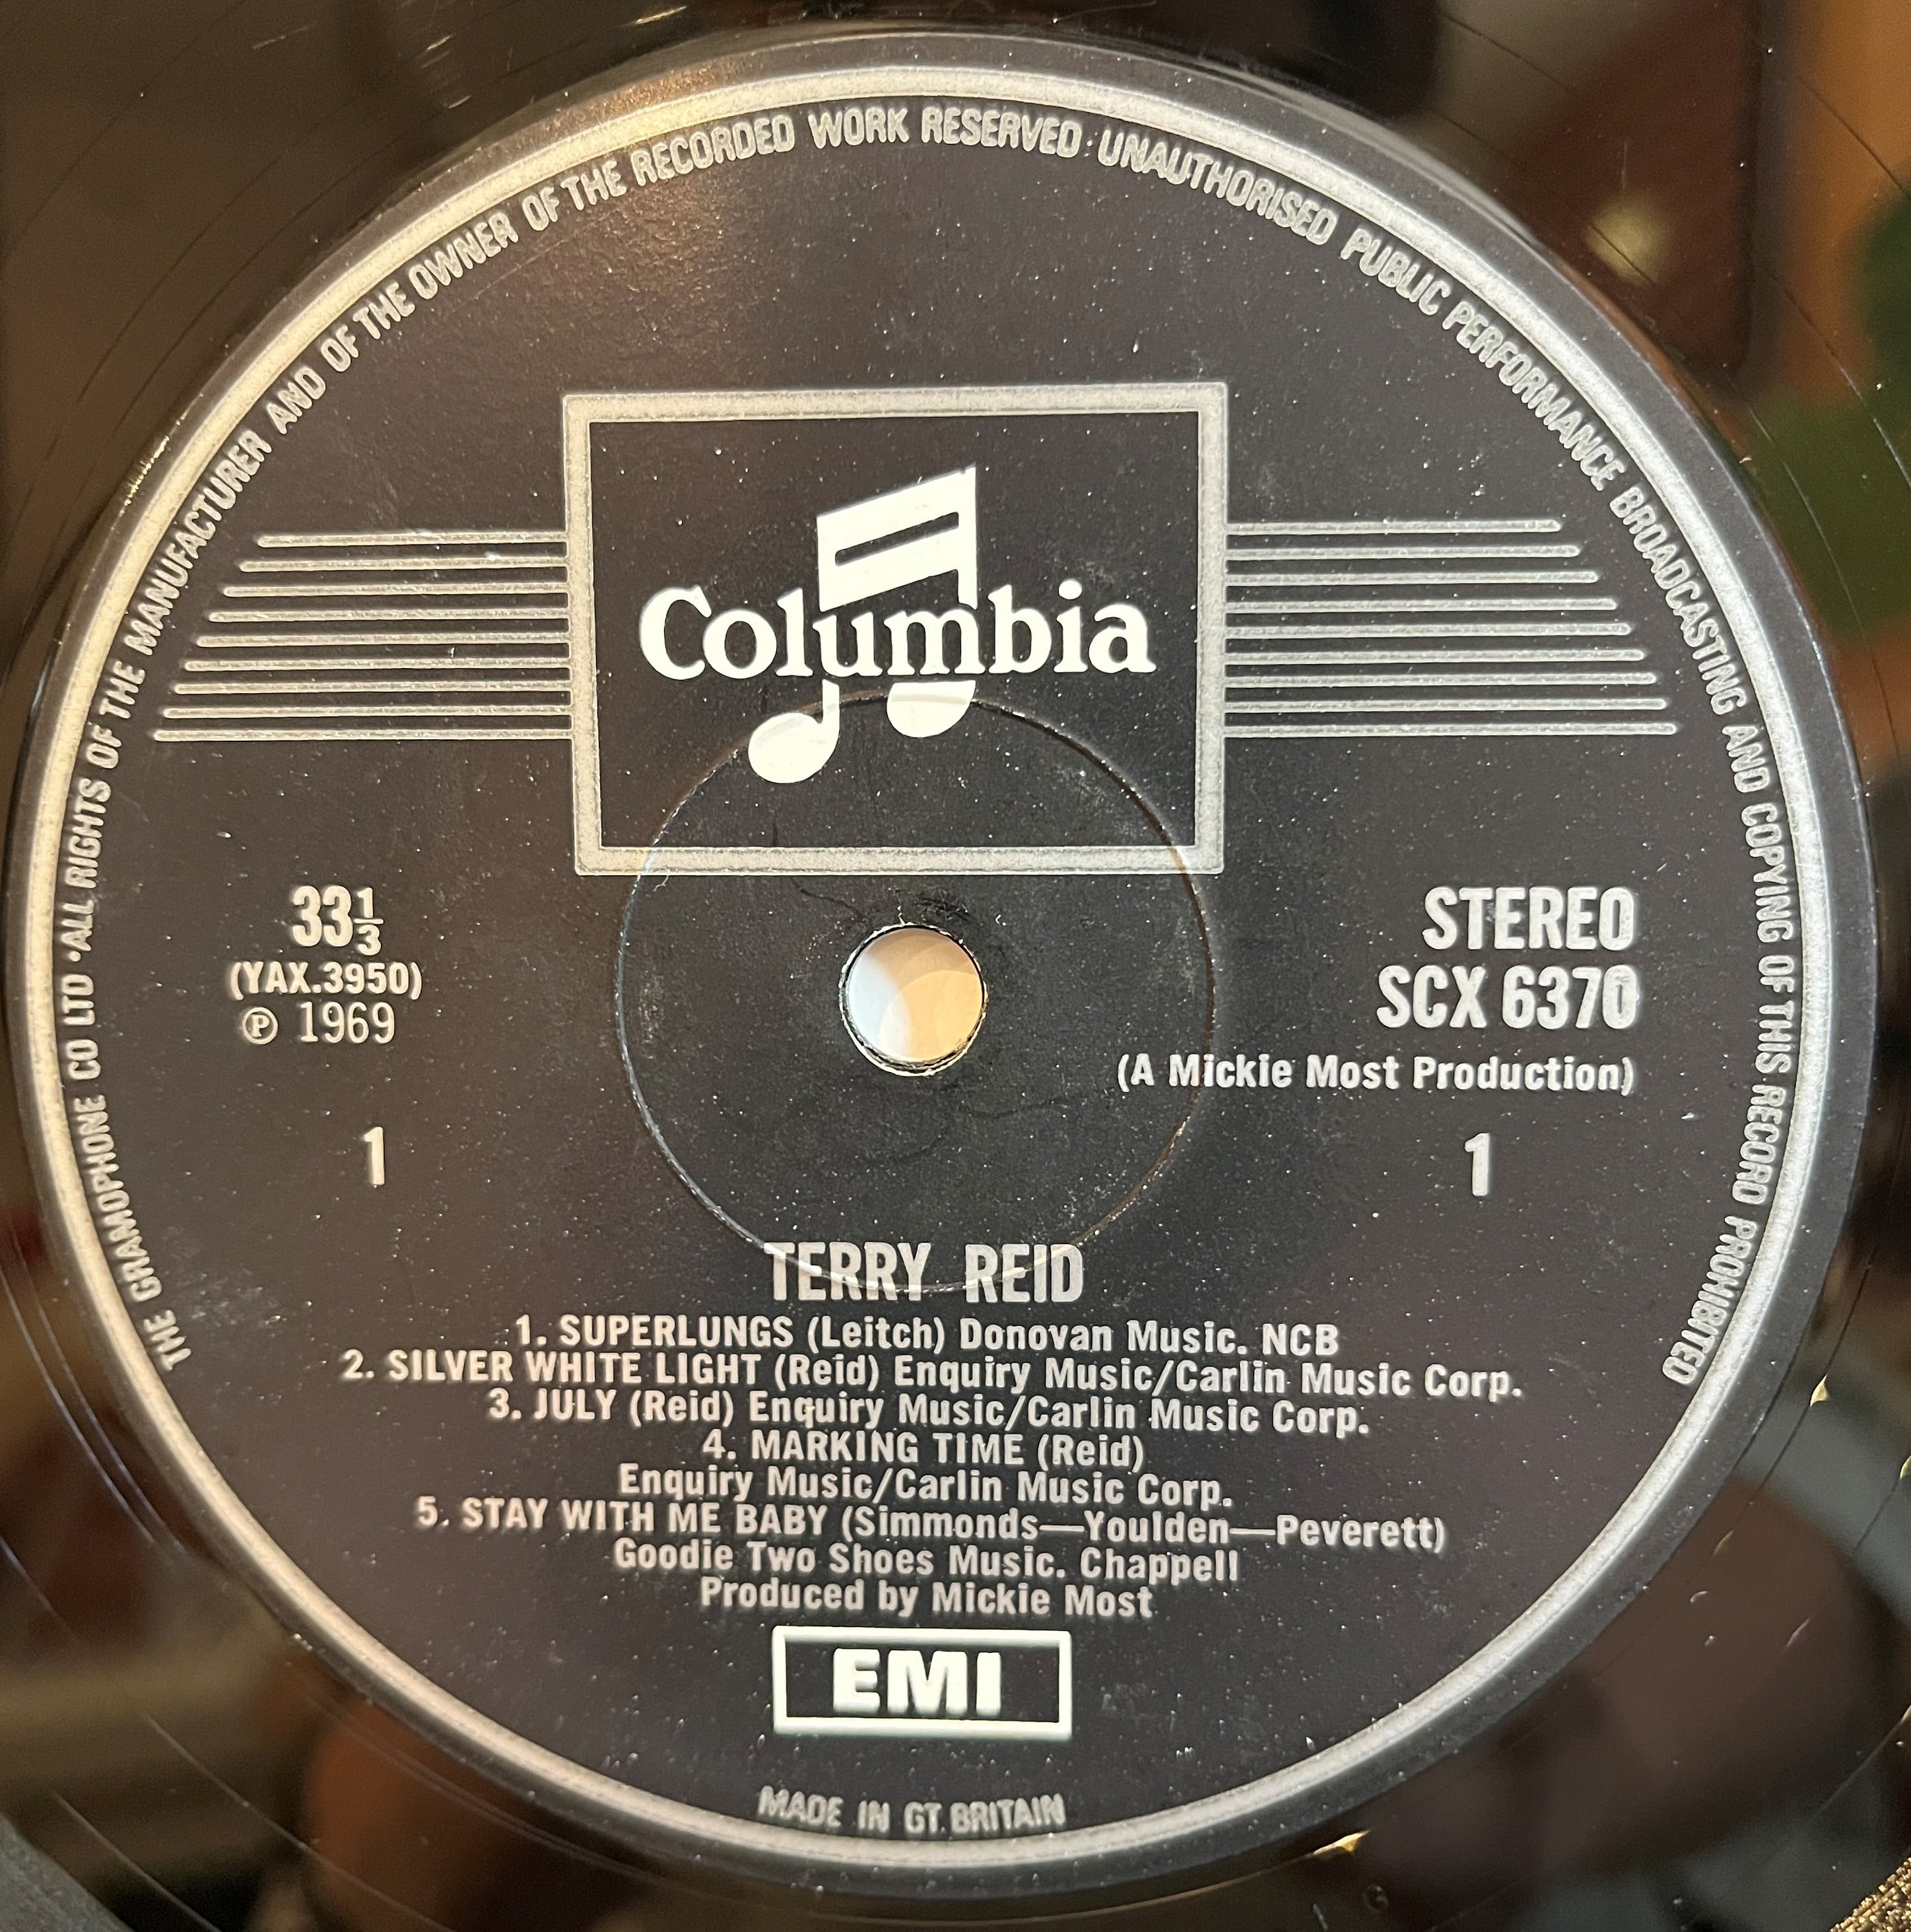 THE GRAMOPHONE CO LTD · ALL RIGHTS OF THE MANUFACTURER AND OF THE OWNER OF THE RECORDED WORK RESERVED · UNAUTHORISED PUBLIC PERFORMANCE BROADCASTING AND COPYING OF THIS RECORD PROHIBITED
Columbia
33⅓
(YAX.3950)
℗ 1969
STEREO
SCX 6370
(A Mickie Most Production)
1
1
TERRY REID
1. SUPERLUNGS (Leitch) Donovan Music. NCB
2. SILVER WHITE LIGHT (Reid) Enquiry Music/Carlin Music Corp.
3. JULY (Reid) Enquiry Music/Carlin Music Corp.
4. MARKING TIME (Reid)
Enquiry Music/Carlin Music Corp.
5. STAY WITH ME BABY (Simmonds—Youlden—Peverett)
Goodie Two Shoes Music. Chappell
Produced by Mickie Most
EMI
MADE IN GT. BRITAIN